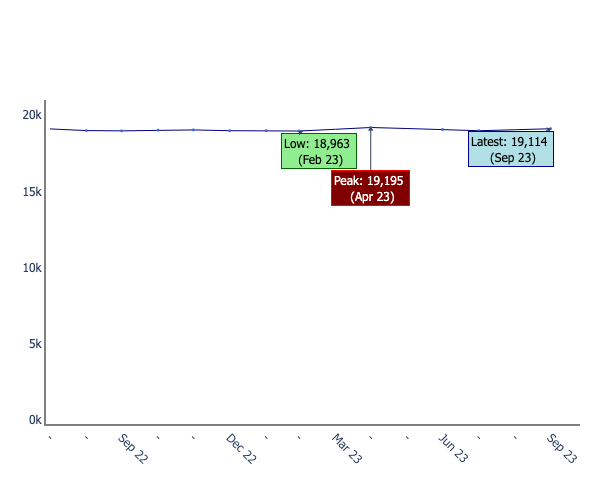 20k
15k
10k
5k
0k
Low: 18,963
(Feb 23)
Peak: 19,195
(Apr 23)
Latest: 19,114
(Sep 23)
- - Sep 22 - - Dec 22 - - Mar 23 - - Jun 23 - - Sep 23